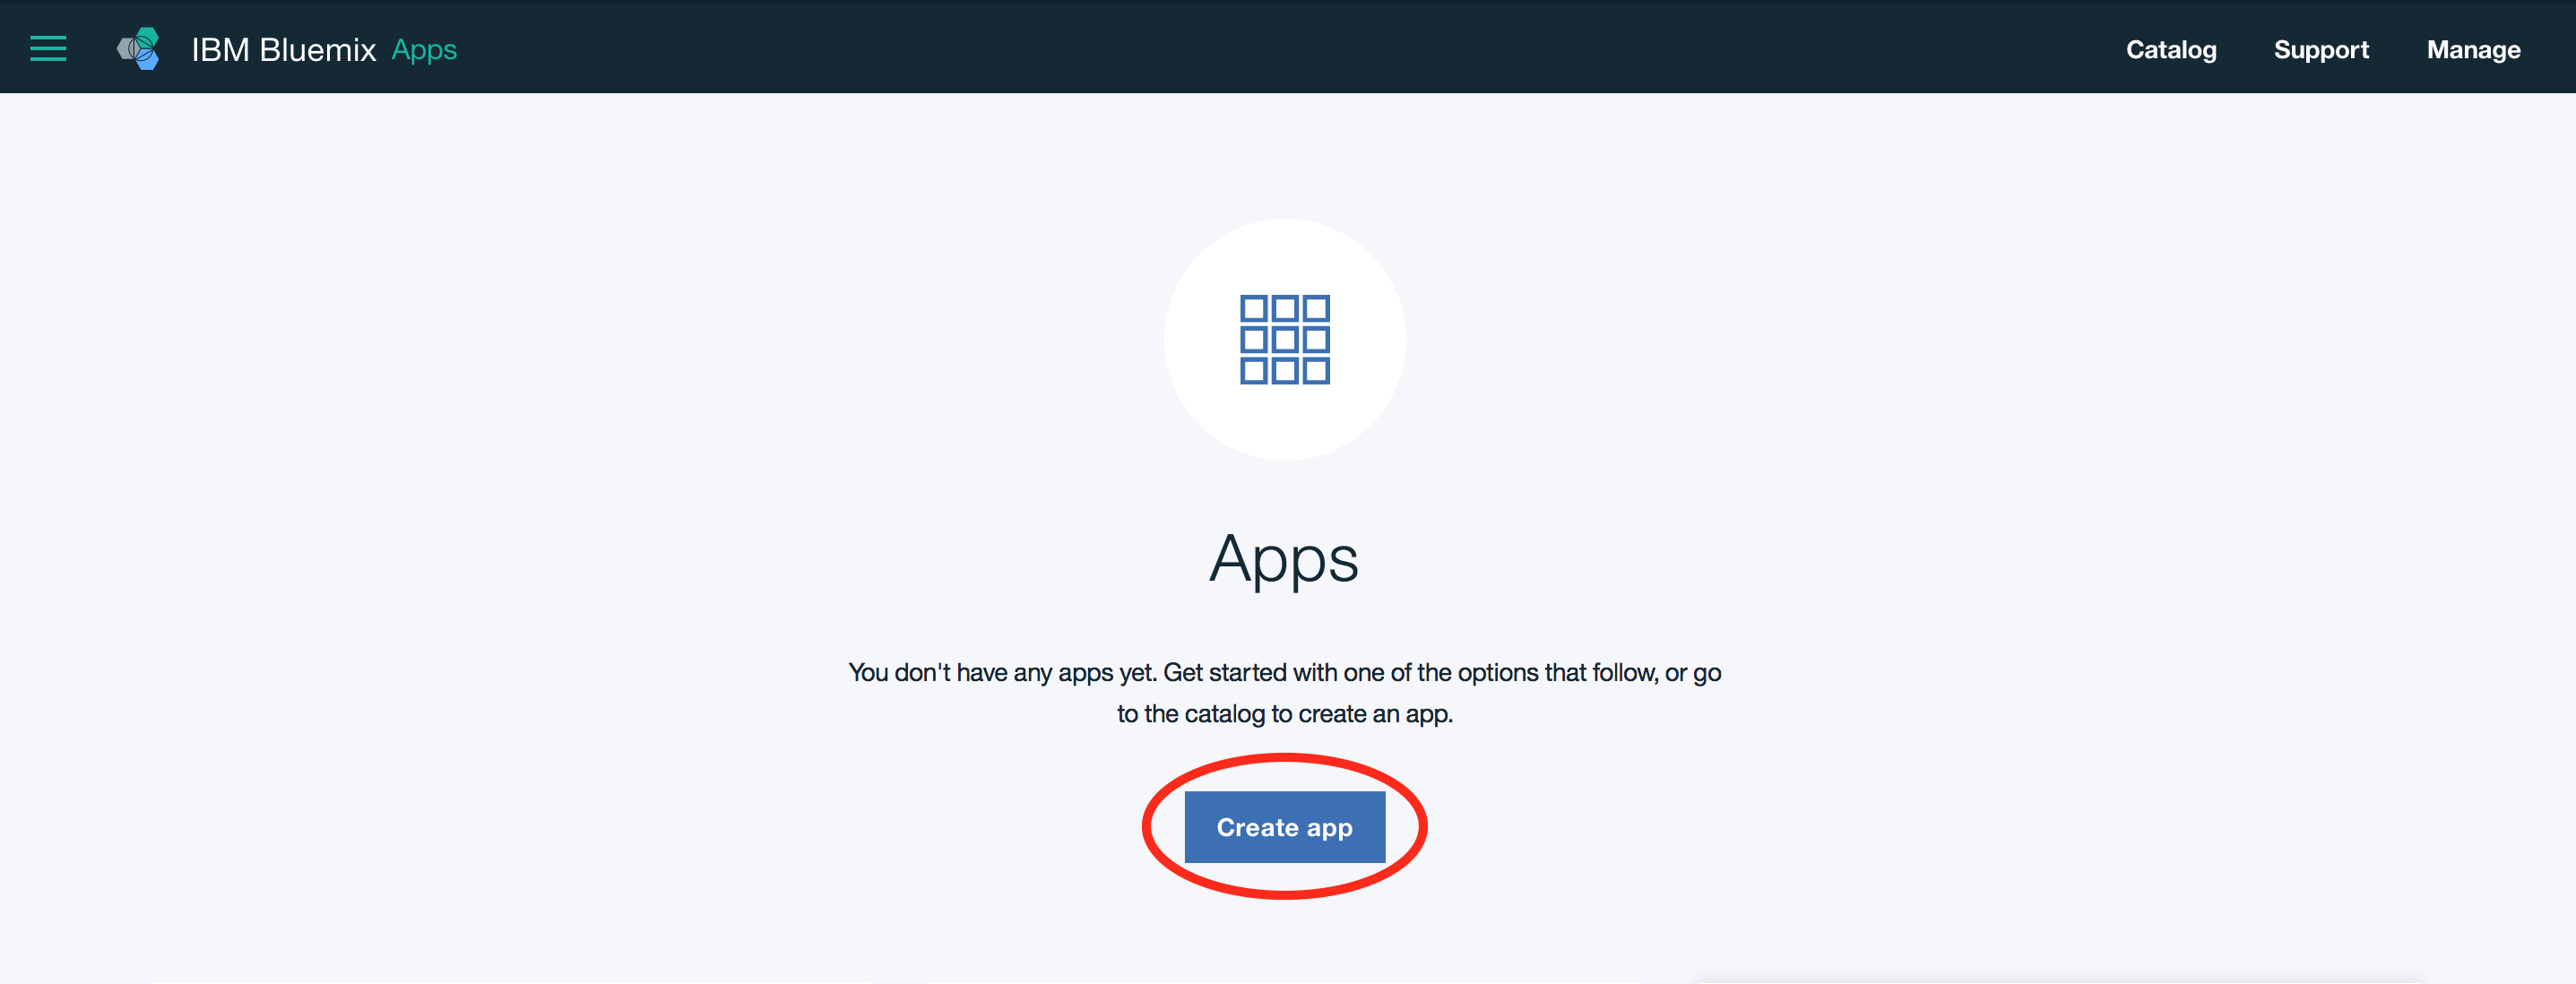 IBM Bluemix Apps Catalog Support Manage
Apps
You don't have any apps yet. Get started with one of the options that follow, or go
to the catalog to create an app.
Create app